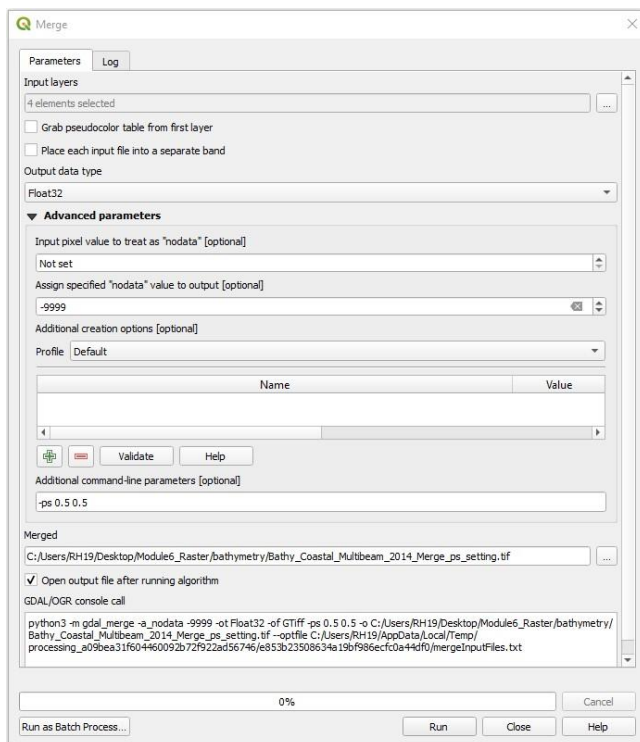 Merge
Parameters
Log
Input layers
4 elements selected
...
Grab pseudocolor table from first layer
Place each input file into a separate band
Output data type
Float32
Advanced parameters
Input pixel value to treat as "nodata" [optional]
Not set
Assign specified "nodata" value to output [optional]
-9999
Additional creation options [optional]
Profile Default
Name Value
Validate Help
Additional command-line parameters [optional]
-ps 0.5 0.5
Merged
C:/Users/RH19/Desktop/Module6_Raster/bathymetry/Bathy_Coastal_Multibeam_2014_Merge_ps_setting.tif
...
Open output file after running algorithm
GDAL/OGR console call
python3 -m gdal_merge -a_nodata -9999 -ot Float32 -of GTiff -ps 0.5 0.5 -o C:/Users/RH19/Desktop/Module6_Raster/bathymetry/
Bathy_Coastal_Multibeam_2014_Merge_ps_setting.tif --optfile C:/Users/RH19/AppData/Local/Temp/
processing_a09bea31f604460092b72f922ad56746/e853b23508634a19bf986ecfc0a44df0/mergeInputFiles.txt
0%
Cancel
Run as Batch Process...
Run
Close
Help